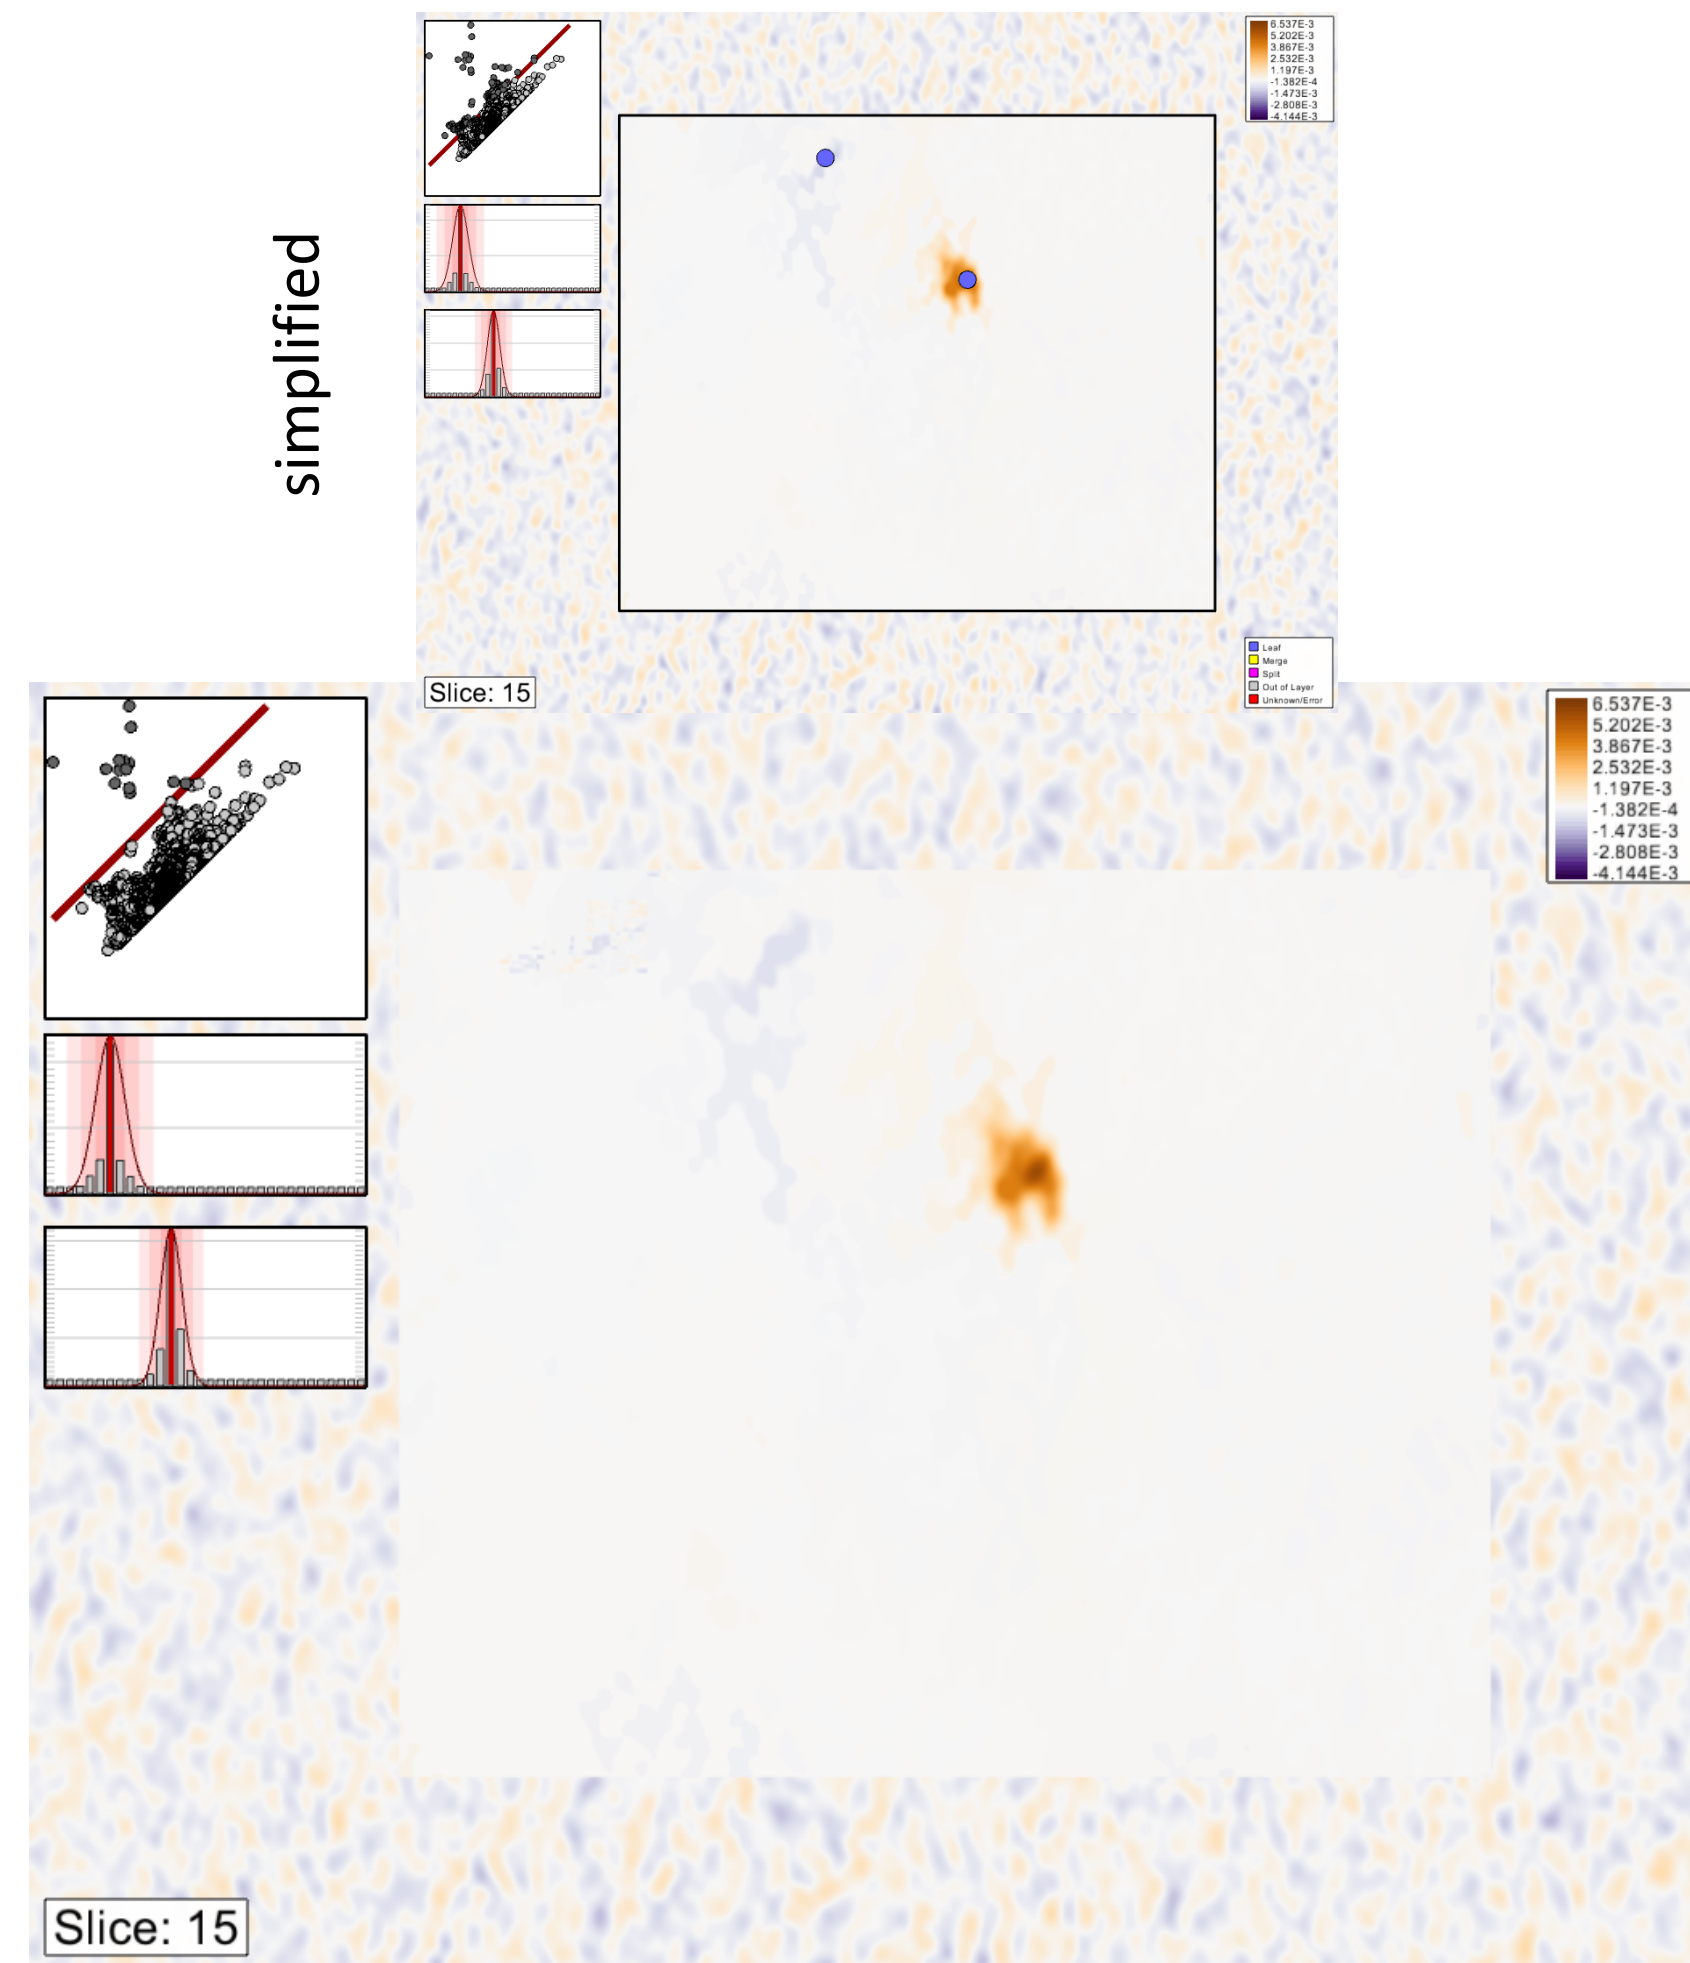 simplified
6.537E-3
5.202E-3
3.867E-3
2.532E-3
1.197E-3
-1.382E-4
-1.473E-3
-2.808E-3
-4.144E-3
Leaf
Merge
Split
Out of Layer
Unknown/Error
Slice: 15
6.537E-3
5.202E-3
3.867E-3
2.532E-3
1.197E-3
-1.382E-4
-1.473E-3
-2.808E-3
-4.144E-3
Slice: 15